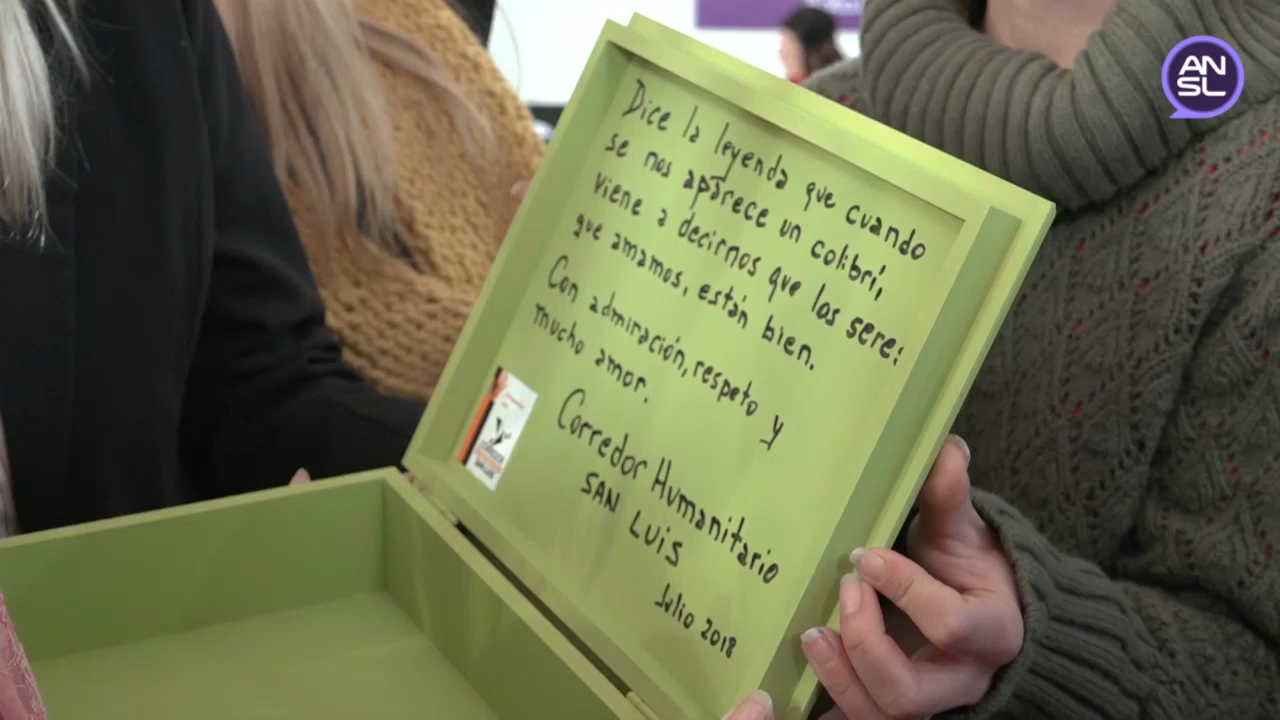 ANSL
Dice la leyenda que cuando
se nos aparece un colibrí,
viene a decirnos que los seres
que amamos, están bien.
Con admiración, respeto y
mucho amor.
Corredor Humanitario
SAN LUIS
Julio 2018